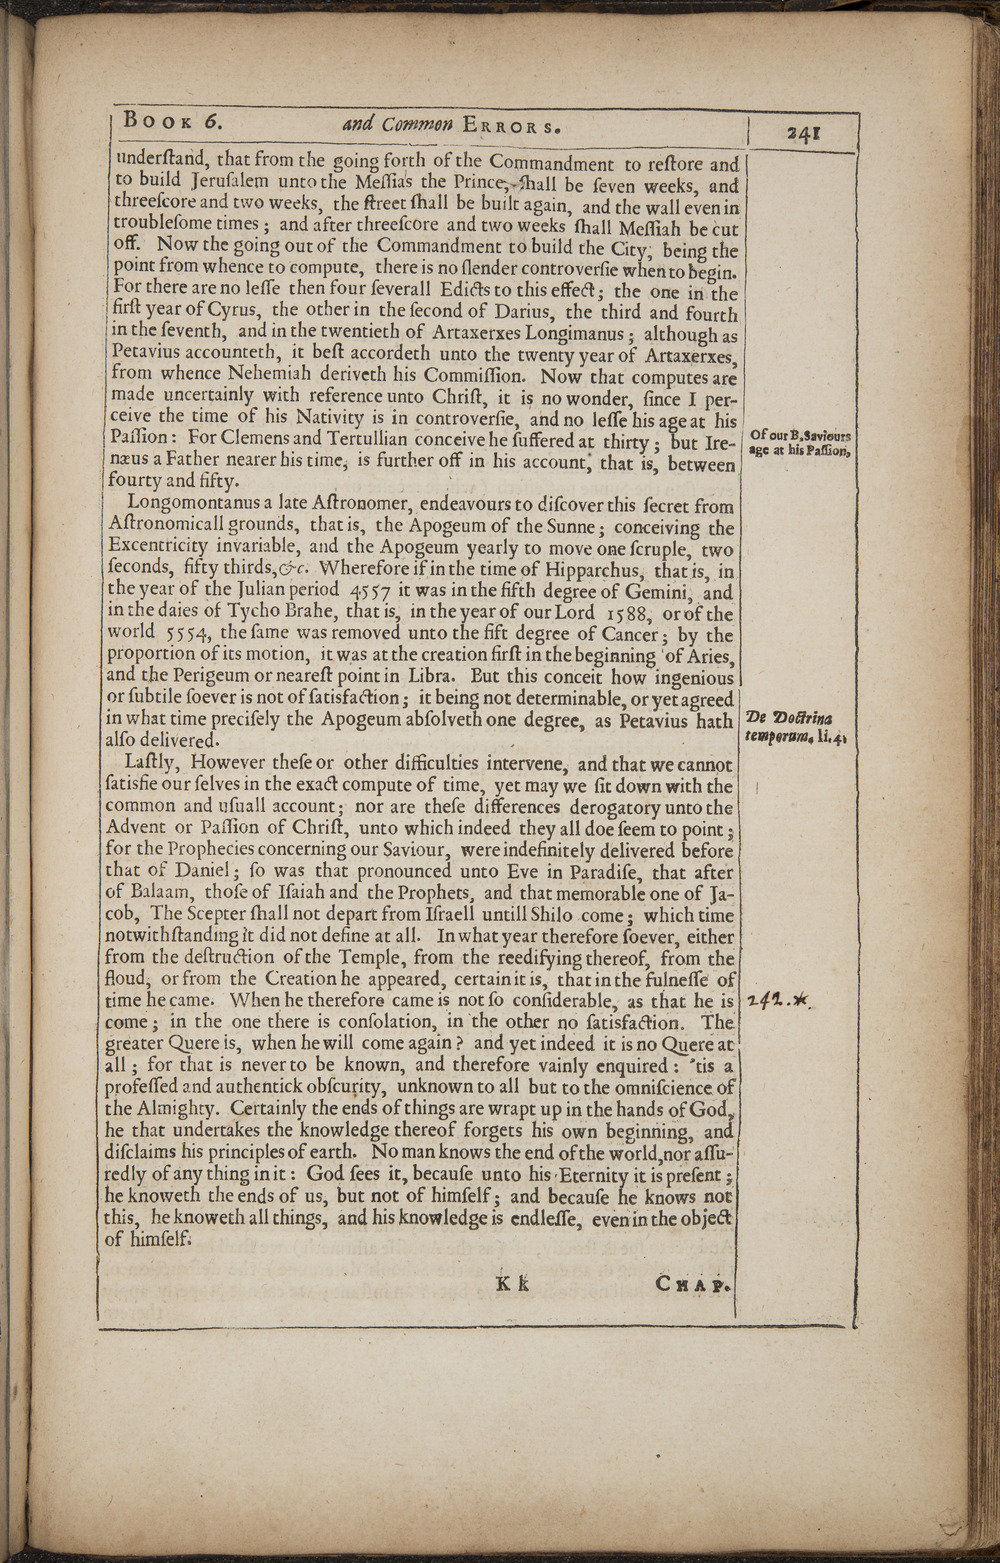 BOOK 6. and Common ERRORS. 241
underſtand, that from the going forth of the Commandment to reſtore and
to build Jeruſalem unto the Meſſias the Prince, ſhall be ſeven weeks, and
threeſcore and two weeks, the ſtreet ſhall be built again, and the wall even in
troubleſome times; and after threeſcore and two weeks ſhall Meſſiah be cut
off. Now the going out of the Commandment to build the City, being the
point from whence to compute, there is no ſlender controverſie when to begin.
For there are no leſſe then four ſeverall Edicts to this effect; the one in the
firſt year of Cyrus, the other in the ſecond of Darius, the third and fourth
in the ſeventh, and in the twentieth of Artaxerxes Longimanus; although as
Petavius accounteth, it beſt accordeth unto the twenty year of Artaxerxes,
from whence Nehemiah deriveth his Commiſſion. Now that computes are
made uncertainly with reference unto Chriſt, it is no wonder, ſince I per-
ceive the time of his Nativity is in controverſie, and no leſſe his age at his
Paſſion: For Clemens and Tertullian conceive he ſuffered at thirty; but Ire-
næus a Father nearer his time, is further off in his account, that is, between
fourty and fifty.
Of our B. Saviours
age at his Paſſion,
Longomontanus a late Aſtronomer, endeavours to diſcover this ſecret from
Aſtronomicall grounds, that is, the Apogeum of the Sunne; conceiving the
Excentricity invariable, and the Apogeum yearly to move one ſcruple, two
ſeconds, fifty thirds, &c. Wherefore if in the time of Hipparchus, that is, in
the year of the Julian period 4557 it was in the fifth degree of Gemini, and
in the daies of Tycho Brahe, that is, in the year of our Lord 1588, or of the
world 5554, the ſame was removed unto the fift degree of Cancer; by the
proportion of its motion, it was at the creation firſt in the beginning of Aries,
and the Perigeum or neareſt point in Libra. But this conceit how ingenious
or ſubtile ſoever is not of ſatisfaction; it being not determinable, or yet agreed
in what time preciſely the Apogeum abſolveth one degree, as Petavius hath
alſo delivered.
De Doctrina
temporum, li. 4,
Laſtly, However theſe or other difficulties intervene, and that we cannot
ſatisfie our ſelves in the exact compute of time, yet may we ſit down with the
common and uſuall account; nor are theſe differences derogatory unto the
Advent or Paſſion of Chriſt, unto which indeed they all doe ſeem to point;
for the Prophecies concerning our Saviour, were indefinitely delivered before
that of Daniel; ſo was that pronounced unto Eve in Paradiſe, that after
of Balaam, thoſe of Iſaiah and the Prophets, and that memorable one of Ja-
cob, The Scepter ſhall not depart from Iſraell untill Shilo come; which time
notwithſtanding it did not define at all. In what year therefore ſoever, either
from the deſtruction of the Temple, from the reedifying thereof, from the
floud, or from the Creation he appeared, certain it is, that in the fulneſſe of
time he came. When he therefore came is not ſo conſiderable, as that he is
242.*
come; in the one there is conſolation, in the other no ſatisfaction. The
greater Quere is, when he will come again? and yet indeed it is no Quere at
all; for that is never to be known, and therefore vainly enquired: 'tis a
profeſſed and authentick obſcurity, unknown to all but to the omniſcience of
the Almighty. Certainly the ends of things are wrapt up in the hands of God,
he that undertakes the knowledge thereof forgets his own beginning, and
diſclaims his principles of earth. No man knows the end of the world, nor aſſu-
redly of any thing in it: God ſees it, becauſe unto his Eternity it is preſent;
he knoweth the ends of us, but not of himſelf; and becauſe he knows not
this, he knoweth all things, and his knowledge is endleſſe, even in the object
of himſelf.
Kk CHAP.